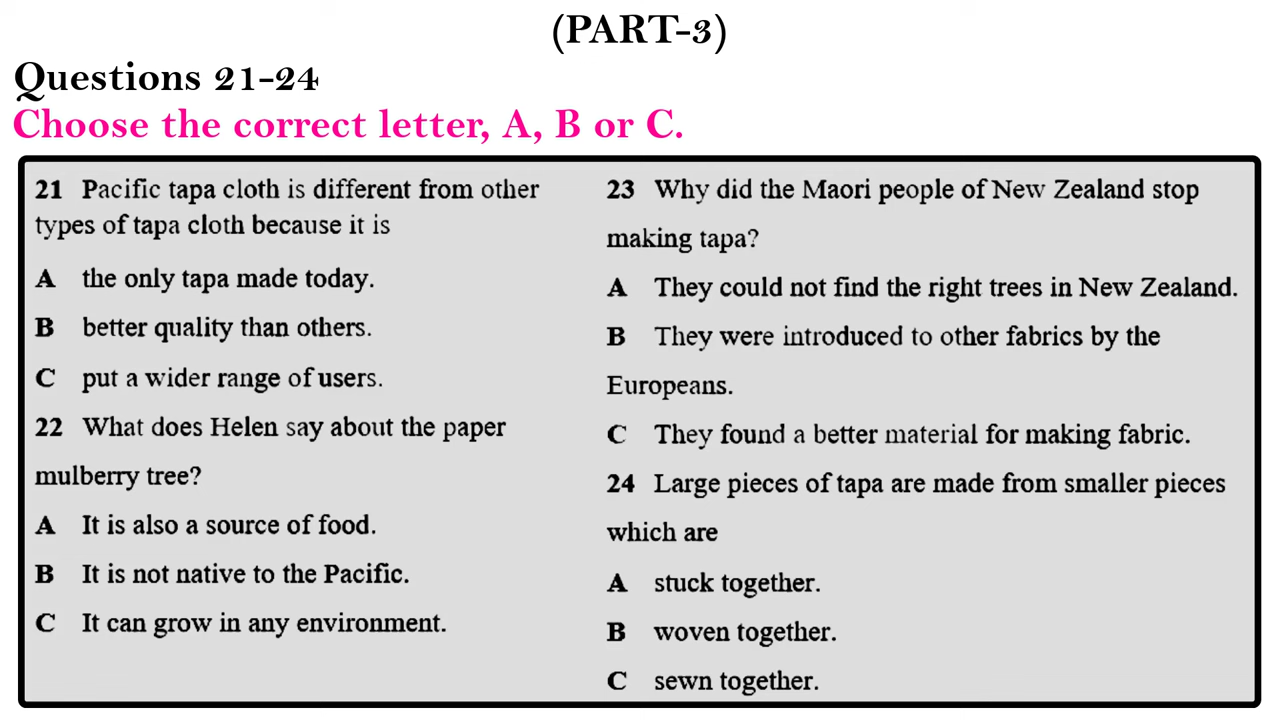 (PART-3)
Questions 21-24
Choose the correct letter, A, B or C.
21 Pacific tapa cloth is different from other
types of tapa cloth because it is
A the only tapa made today.
B better quality than others.
C put a wider range of users.
22 What does Helen say about the paper
mulberry tree?
A It is also a source of food.
B It is not native to the Pacific.
C It can grow in any environment.
23 Why did the Maori people of New Zealand stop
making tapa?
A They could not find the right trees in New Zealand.
B They were introduced to other fabrics by the
Europeans.
C They found a better material for making fabric.
24 Large pieces of tapa are made from smaller pieces
which are
A stuck together.
B woven together.
C sewn together.